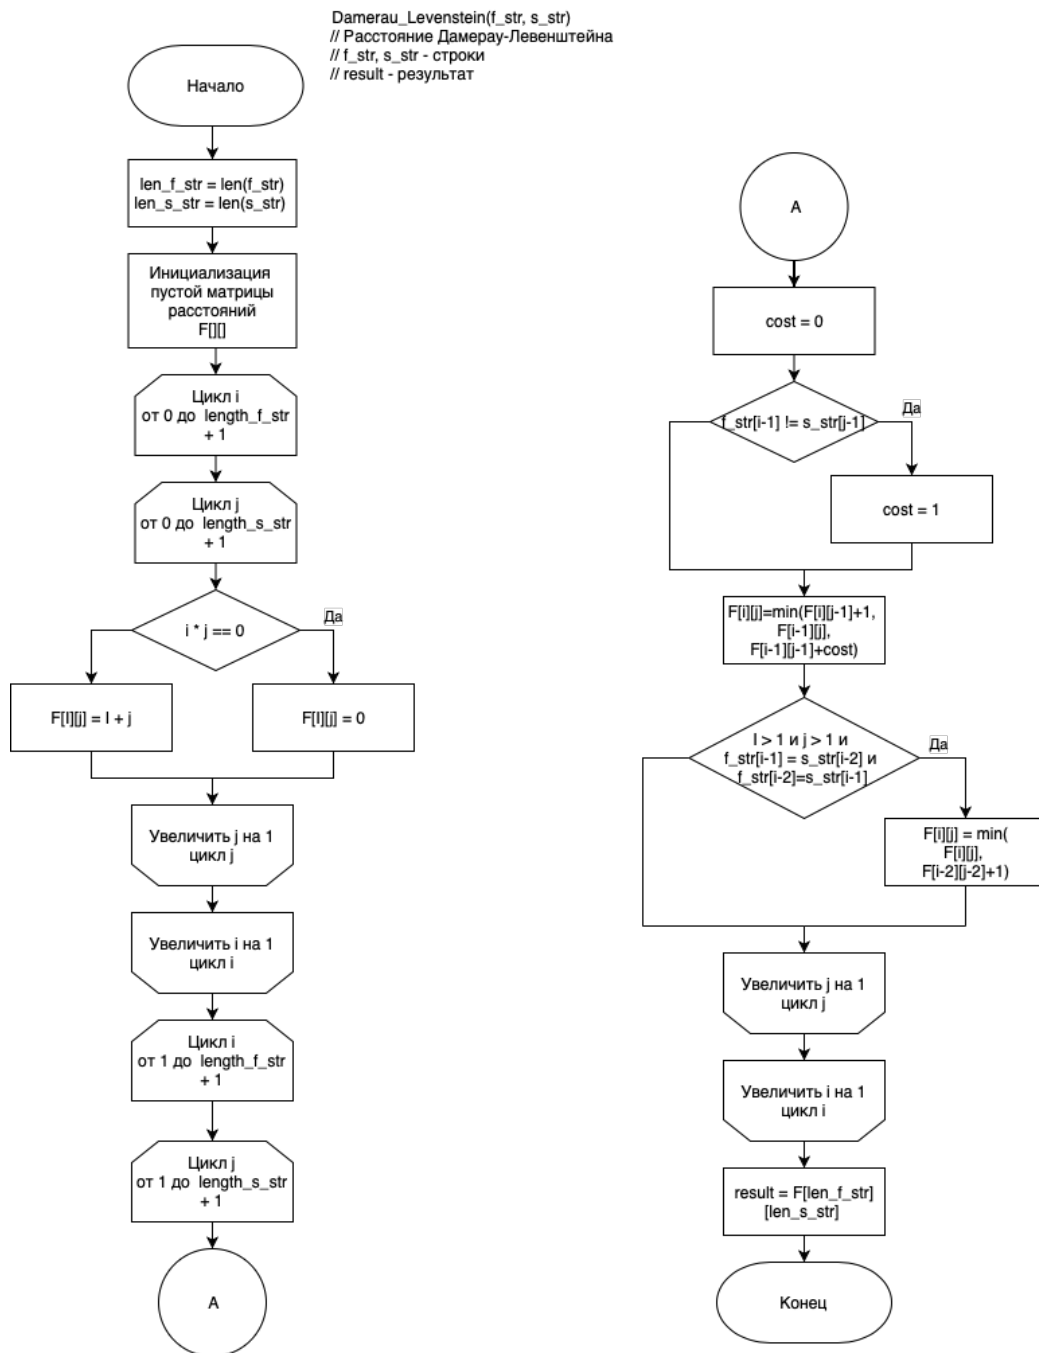 Damerau_Levenstein(f_str, s_str)
// Расстояние Дамерау-Левенштейна
// f_str, s_str - строки
// result - результат
Начало
len_f_str = len(f_str)
len_s_str = len(s_str)
Инициализация
пустой матрицы
расстояний
F[][]
Цикл i
от 0 до length_f_str
+ 1
Цикл j
от 0 до length_s_str
+ 1
i * j == 0
Да
F[I][j] = I + j
F[I][j] = 0
Увеличить j на 1
цикл j
Увеличить i на 1
цикл i
Цикл i
от 1 до length_f_str
+ 1
Цикл j
от 1 до length_s_str
+ 1
A
A
cost = 0
f_str[i-1] != s_str[j-1]
Да
cost = 1
F[i][j]=min(F[i][j-1]+1,
F[i-1][j],
F[i-1][j-1]+cost)
I > 1 и j > 1 и
f_str[i-1] = s_str[i-2] и
f_str[i-2]=s_str[i-1]
Да
F[i][j] = min(
F[i][j],
F[i-2][j-2]+1)
Увеличить j на 1
цикл j
Увеличить i на 1
цикл i
result = F[len_f_str]
[len_s_str]
Конец